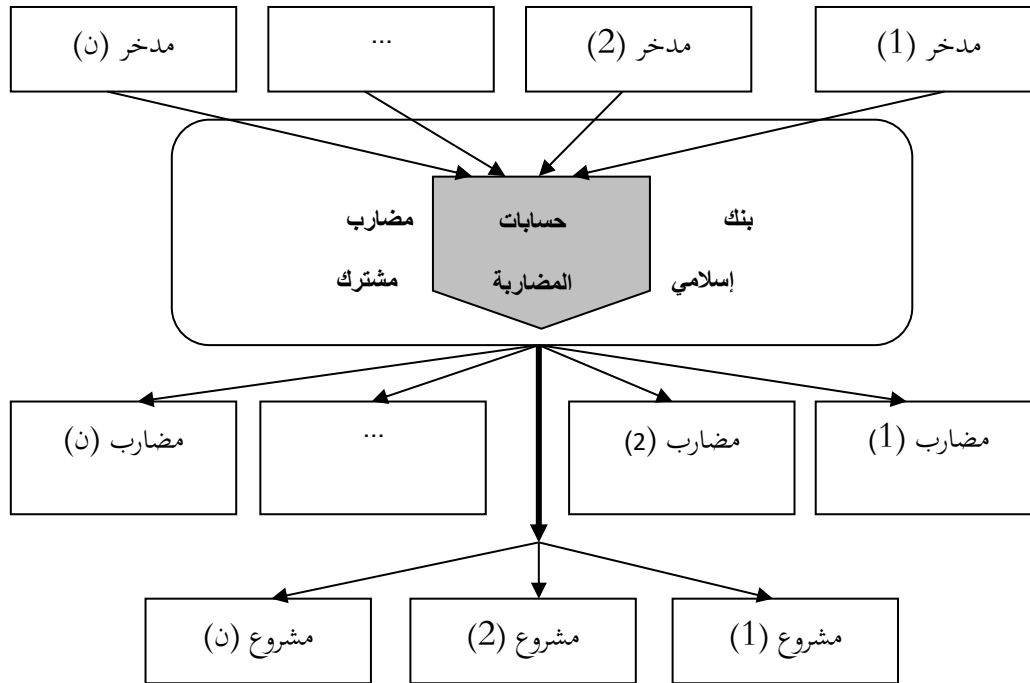 مدخر (1)
مدخر (2)
...
مدخر (ن)
بنك
إسلامي
حسابات
المضاربة
مضارب
مشترك
مضارب (1)
مضارب (2)
...
مضارب (ن)
مشروع (1)
مشروع (2)
مشروع (ن)